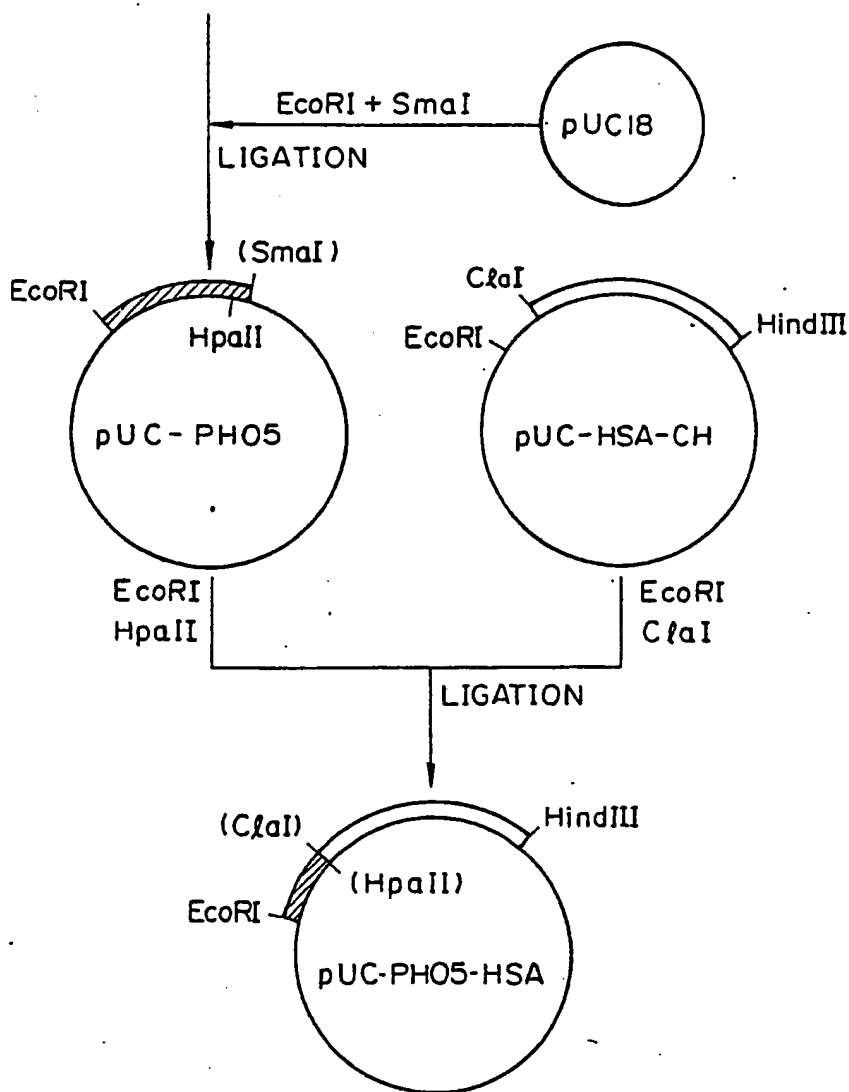 EcoRI + SmaI
pUC18
LIGATION
(SmaI)
EcoRI
HpaII
pUC-PHO5
ClaI
EcoRI
HindIII
pUC-HSA-CH
EcoRI
HpaII
EcoRI
ClaI
LIGATION
(ClaI)
HindIII
(HpaII)
EcoRI
pUC-PHO5-HSA